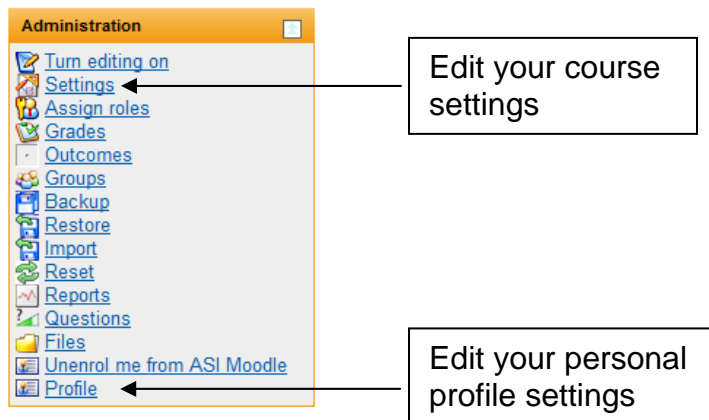 Administration
Turn editing on
Settings
Assign roles
Grades
Outcomes
Groups
Backup
Restore
Import
Reset
Reports
Questions
Files
Unenrol me from ASI Moodle
Profile
Edit your course
settings
Edit your personal
profile settings